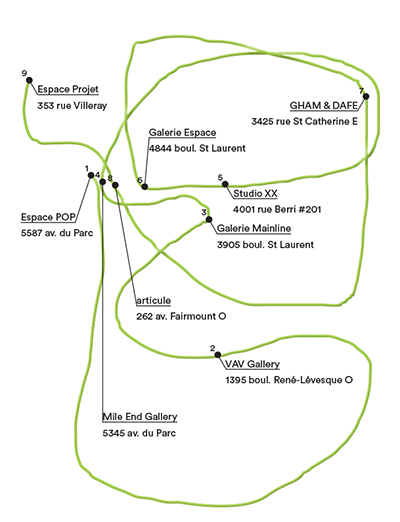 9
Espace Projet
353 rue Villeray
7
GHAM & DAFE
3425 rue St Catherine E
Galerie Espace
4844 boul. St Laurent
1
4
8
6
5
Studio XX
4001 rue Berri #201
3
Espace POP
5587 av. du Parc
Galerie Mainline
3905 boul. St Laurent
articule
262 av. Fairmount O
2
VAV Gallery
1395 boul. René-Lévesque O
Mile End Gallery
5345 av. du Parc